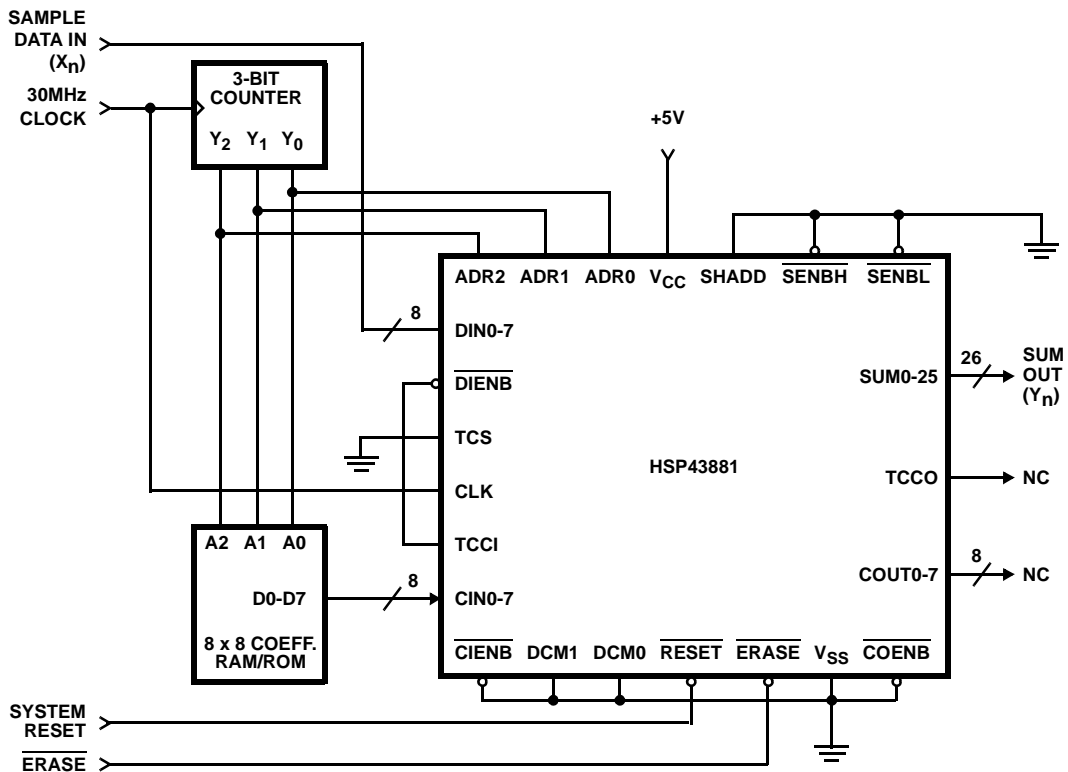 SAMPLE
DATA IN
(Xn)
30MHz
CLOCK
3-BIT
COUNTER
Y2 Y1 Y0
+5V
ADR2 ADR1 ADR0 VCC SHADD SENBH SENBL
8
DIN0-7
DIENB
TCS
CLK
TCCI
CIN0-7
HSP43881
26
SUM0-25
SUM
OUT
(Yn)
TCCO
NC
8
COUT0-7
NC
A2 A1 A0
D0-D7
8
8 x 8 COEFF.
RAM/ROM
CIENB DCM1 DCM0 RESET ERASE VSS COENB
SYSTEM
RESET
ERASE